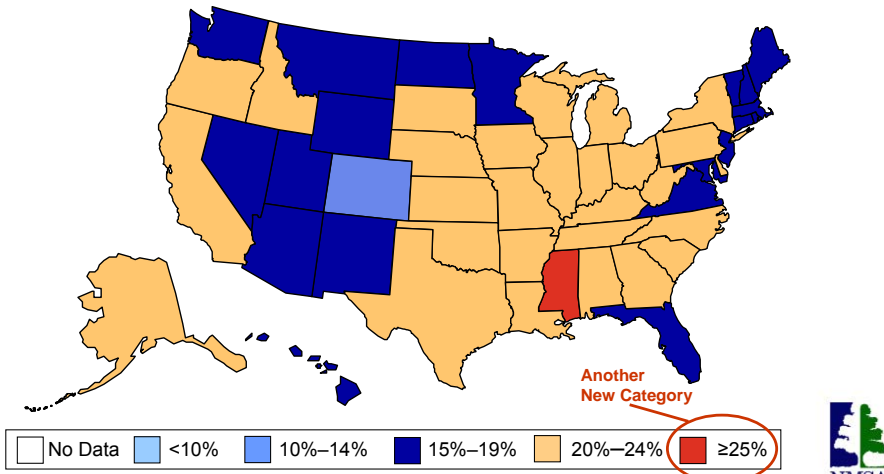 Another
New Category
No Data <10% 10%–14% 15%–19% 20%–24% ≥25%